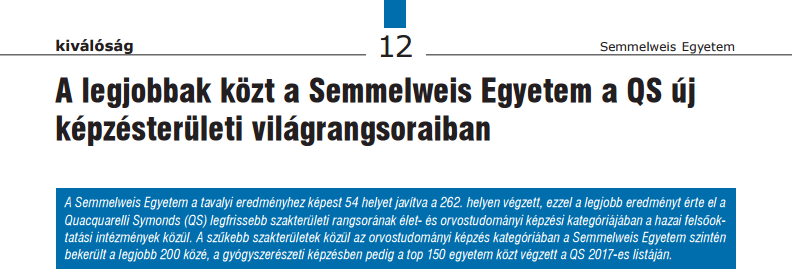 kiválóság
12
Semmelweis Egyetem
A legjobbak közt a Semmelweis Egyetem a QS új
képzésterületi világrangsoraiban
A Semmelweis Egyetem a tavalyi eredményhez képest 54 helyet javítva a 262. helyen végzett, ezzel a legjobb eredményt érte el a
Quacquarelli Symonds (QS) legfrissebb szakterületi rangsorának élet- és orvostudományi képzési kategóriájában a hazai felsőok-
tatási intézmények közül. A szűkebb szakterületek közül az orvostudományi képzés kategóriában a Semmelweis Egyetem szintén
bekerült a legjobb 200 közé, a gyógyszerészeti képzésben pedig a top 150 egyetem közt végzett a QS 2017-es listáján.